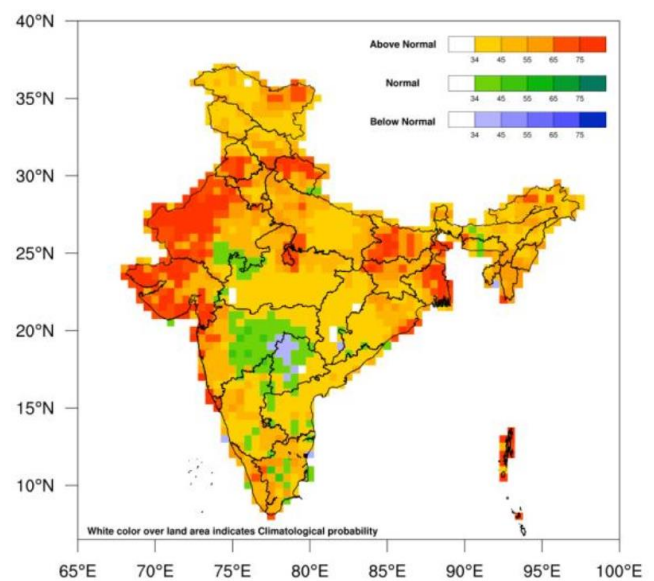 40°N
35°N
30°N
25°N
20°N
15°N
10°N
Above Normal
34 45 55 65 75
Normal
34 45 55 65 75
Below Normal
34 45 55 65 75
White color over land area indicates Climatological probability
65°E 70°E 75°E 80°E 85°E 90°E 95°E 100°E